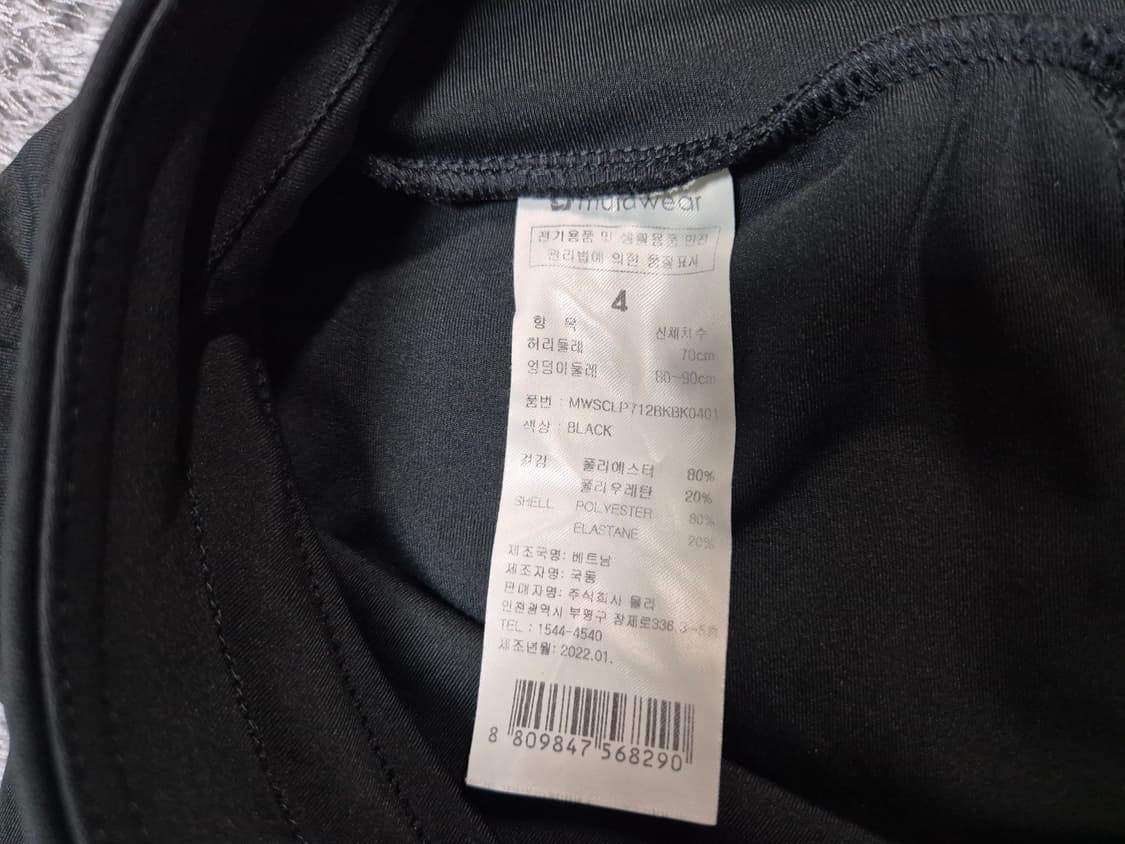 mulawear
전기용품 및 생활용품 안전
관리법에 의한 품질표시
4
항 목 신체치수
허리둘레 70cm
엉덩이둘레 80~90cm
품번 : MWSCLP712BKBK0401
색상 : BLACK
겉감 폴리에스터 80%
폴리우레탄 20%
SHELL POLYESTER 80%
ELASTANE 20%
제조국명: 베트남
제조자명: 국동
판매자명: 주식회사 뮬라
인천광역시 부평구 장제로336, 3~5층
TEL : 1544-4540
제조년월: 2022.01.
8 809847 568290